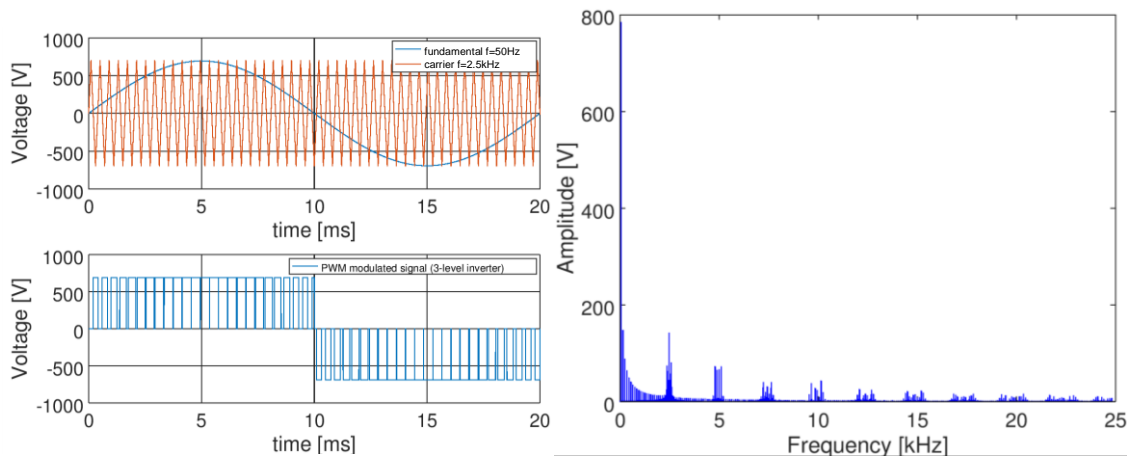 1000
500
0
-500
-1000
Voltage [V]
fundamental f=50Hz
carrier f=2.5kHz
0 5 10 15 20
time [ms]
1000
500
0
-500
-1000
Voltage [V]
PWM modulated signal (3-level inverter)
0 5 10 15 20
time [ms]
800
600
400
200
0
Amplitude [V]
0 5 10 15 20 25
Frequency [kHz]